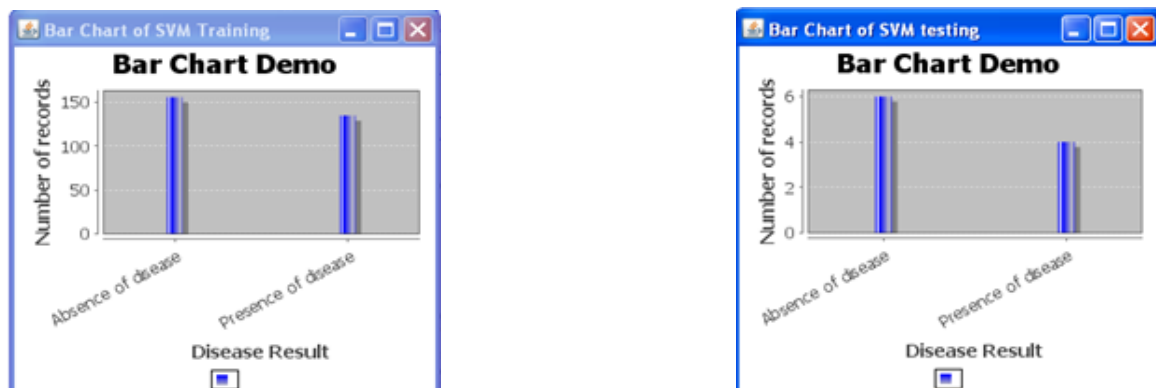 Bar Chart of SVM Training
Bar Chart Demo
Number of records
150
100
50
0
Absence of disease
Presence of disease
Disease Result
Bar Chart of SVM testing
Bar Chart Demo
Number of records
6
4
2
0
Absence of disease
Presence of disease
Disease Result